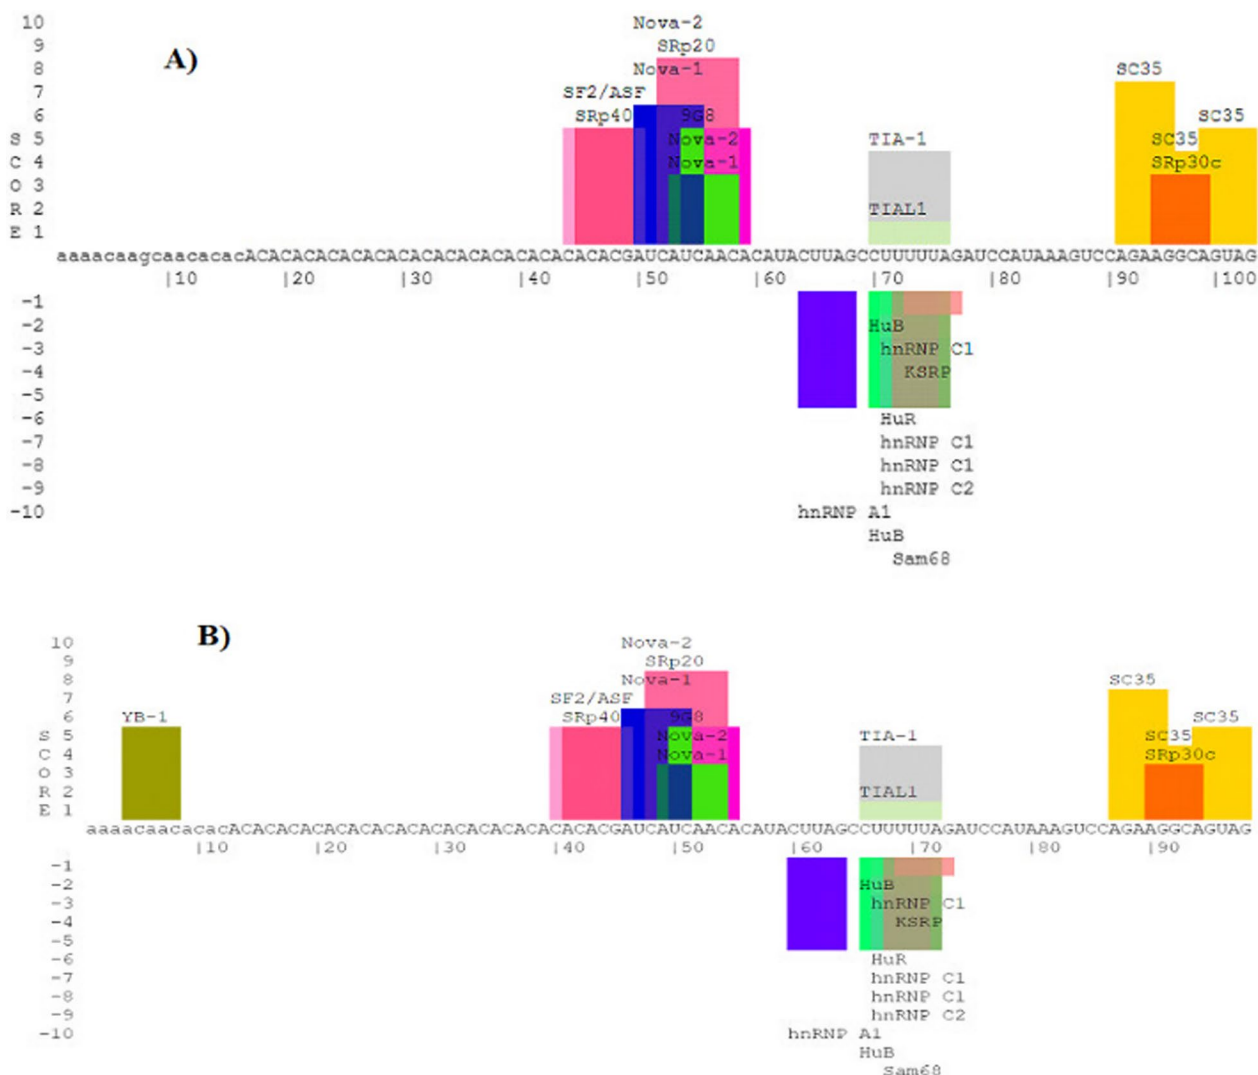 10 Nova-2
9 SRp20
A)
8 Nova-1 SC35
7 SF2/ASF
6 SRp40 9G8 SC35
S 5 Nova-2 TIA-1 SC35
C 4 Nova-1 SRp30c
O 3
R 2 TIAL1
E 1
aaaacaagcaacacacACACACACACACACACACACACACACACACACGAUCAUCAACACAUACUUAGCCUUUUUAGAUCCAUAAAGUCCAGAAGGCAGUAG
|10 |20 |30 |40 |50 |60 |70 |80 |90 |100
-1
-2 HuB
-3 hnRNP C1
-4 KSRP
-5
-6 HuR
-7 hnRNP C1
-8 hnRNP C1
-9 hnRNP C2
-10 hnRNP A1
HuB
Sam68
B)
10 Nova-2
9 SRp20
8 Nova-1 SC35
7 SF2/ASF
6 YB-1 SRp40 9G8 SC35
S 5 Nova-2 TIA-1 SC35
C 4 Nova-1 SRp30c
O 3
R 2 TIAL1
E 1
aaaacaacacacACACACACACACACACACACACACACACACACGAUCAUCAACACAUACUUAGCCUUUUUAGAUCCAUAAAGUCCAGAAGGCAGUAG
|10 |20 |30 |40 |50 |60 |70 |80 |90
-1
-2 HuB
-3 hnRNP C1
-4 KSRP
-5
-6 HuR
-7 hnRNP C1
-8 hnRNP C1
-9 hnRNP C2
-10 hnRNP A1
HuB
Sam68